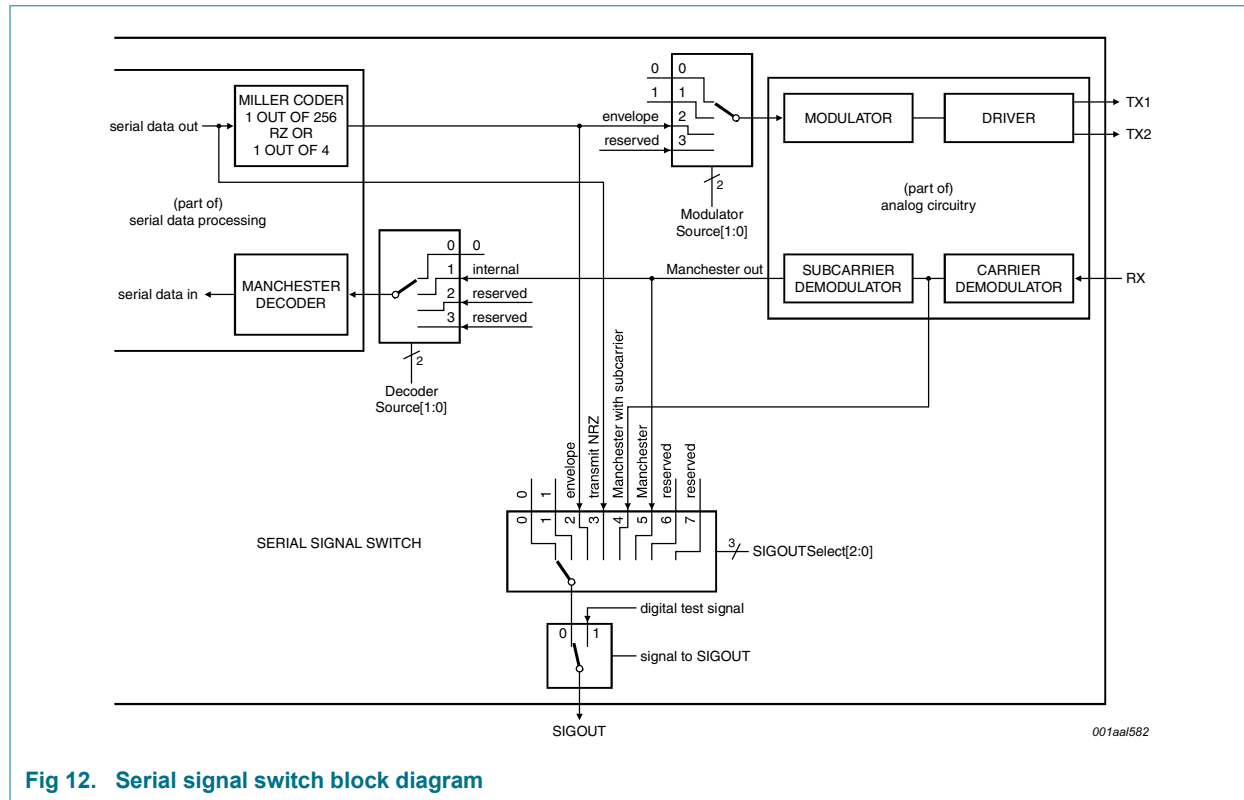 serial data out
MILLER CODER
1 OUT OF 256
RZ OR
1 OUT OF 4
(part of)
serial data processing
serial data in
MANCHESTER
DECODER
0 0
1 internal
2 reserved
3 reserved
2
Decoder
Source[1:0]
0 0
1 1
envelope 2
reserved 3
2
Modulator
Source[1:0]
MODULATOR
DRIVER
TX1
TX2
(part of)
analog circuitry
Manchester out
SUBCARRIER
DEMODULATOR
CARRIER
DEMODULATOR
RX
0
1
envelope
transmit NRZ
Manchester with subcarrier
Manchester
reserved
reserved
0 1 2 3 4 5 6 7
SERIAL SIGNAL SWITCH
3
SIGOUTSelect[2:0]
digital test signal
0 1
signal to SIGOUT
SIGOUT
001aal582
Fig 12. Serial signal switch block diagram